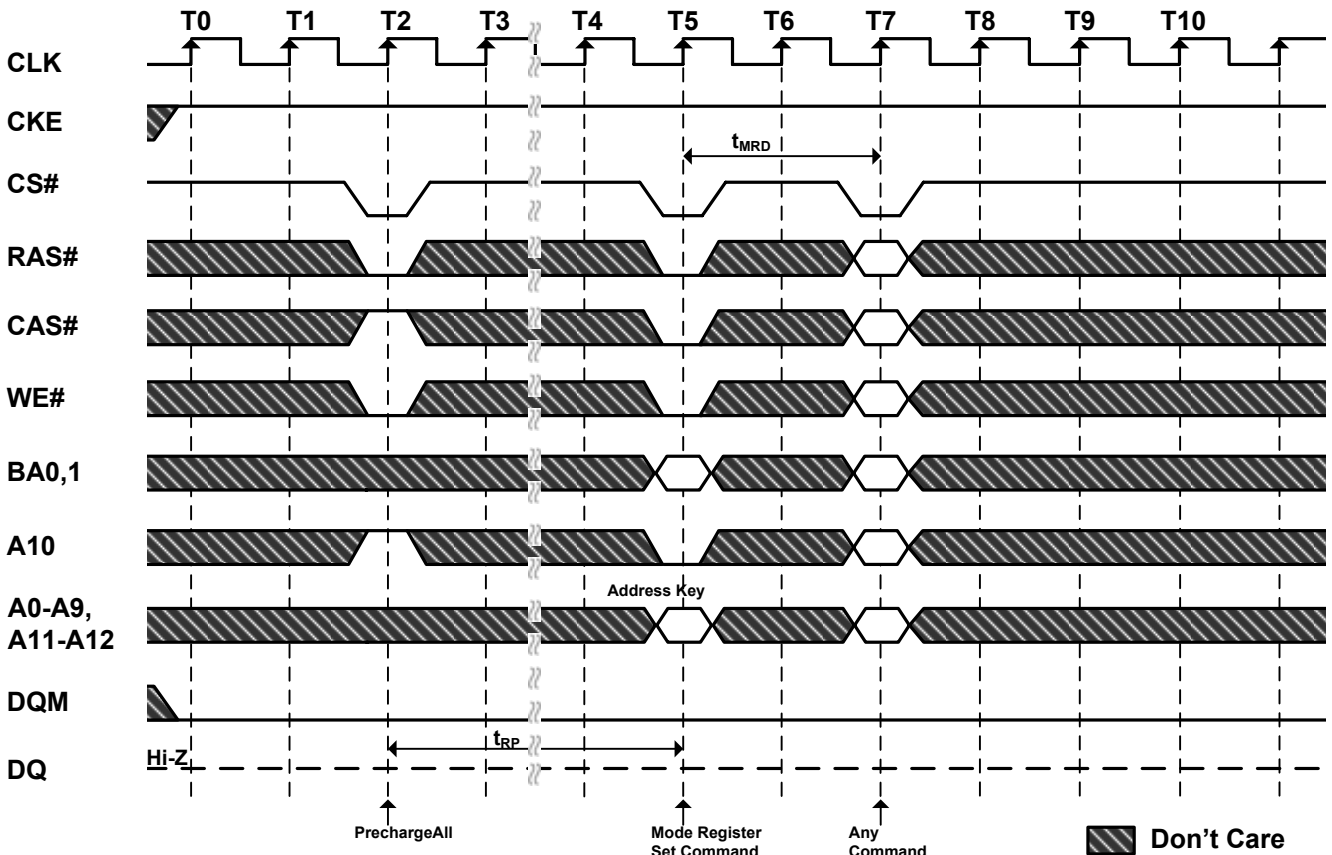 T0 T1 T2 T3 T4 T5 T6 T7 T8 T9 T10
CLK
CKE
tMRD
CS#
RAS#
CAS#
WE#
BA0,1
A10
Address Key
A0-A9,
A11-A12
DQM
tRP
Hi-Z
DQ
PrechargeAll
Mode Register
Set Command
Any
Command
Don't Care